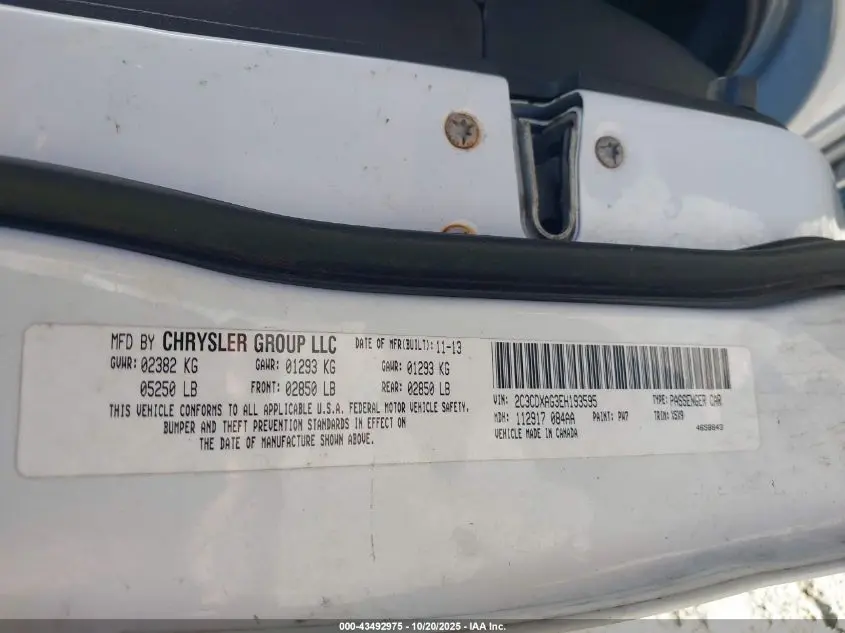 MFD BY CHRYSLER GROUP LLC DATE OF MFR(BUILT): 11-13
GVWR: 02382 KG GAWR: 01293 KG GAWR: 01293 KG
05250 LB FRONT: 02850 LB REAR: 02850 LB
THIS VEHICLE CONFORMS TO ALL APPLICABLE U.S.A. FEDERAL MOTOR VEHICLE SAFETY,
BUMPER AND THEFT PREVENTION STANDARDS IN EFFECT ON
THE DATE OF MANUFACTURE SHOWN ABOVE.
VIN: 2C3CDXAG3EH193595 TYPE: PASSENGER CAR
MDH: 112917 084AA PAINT: PW7 TRIM: X5X9
VEHICLE MADE IN CANADA 4658043
000-43492975 - 10/20/2025 - IAA Inc.